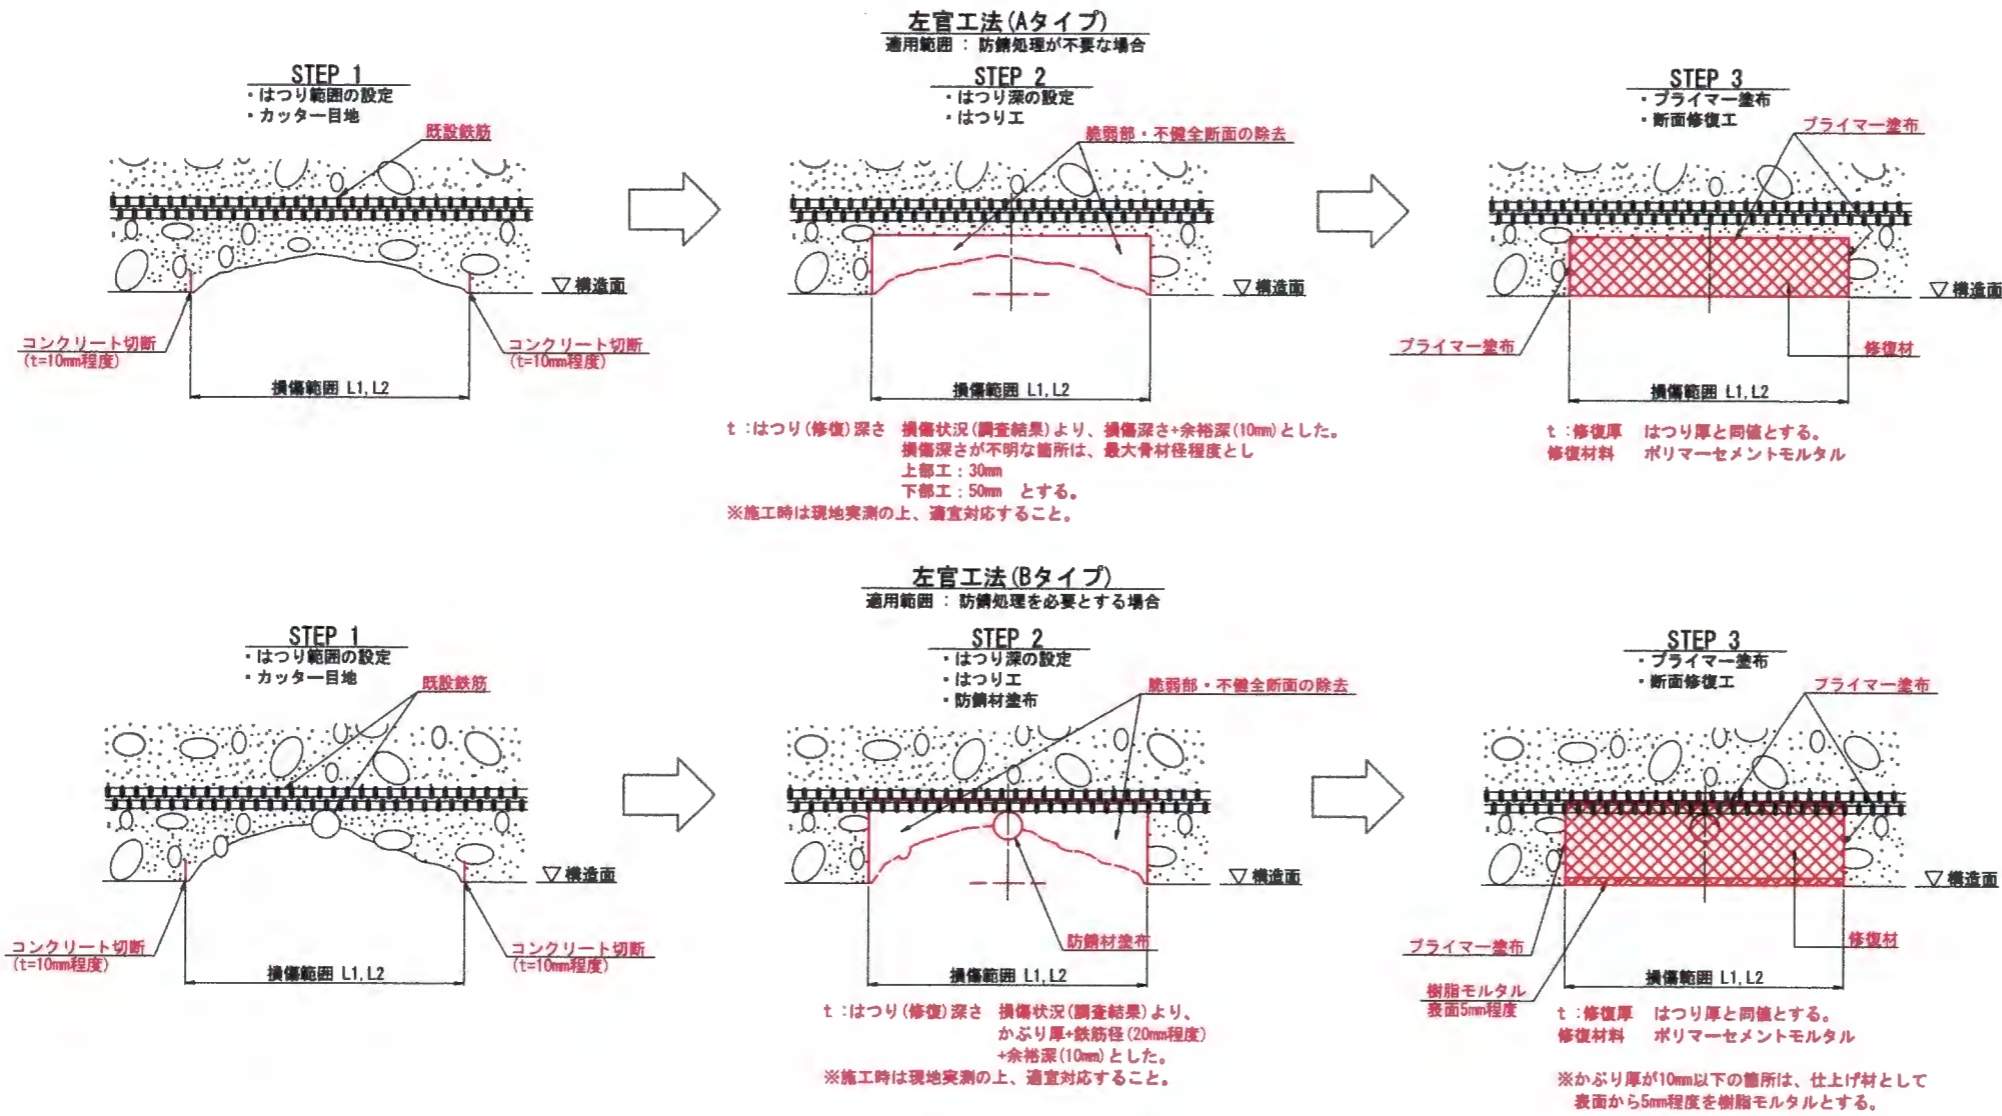 左官工法(Aタイプ)
適用範囲 : 防錆処理が不要な場合
STEP 1
・はつり範囲の設定
・カッター目地
既設鉄筋
▽構造面
コンクリート切断
(t=10mm程度)
コンクリート切断
(t=10mm程度)
損傷範囲 L1,L2
STEP 2
・はつり深の設定
・はつり工
脆弱部・不健全断面の除去
▽構造面
損傷範囲 L1,L2
t :はつり(修復)深さ 損傷状況(調査結果)より、損傷深さ+余裕深(10mm)とした。
損傷深さが不明な箇所は、最大骨材径程度とし
上部工:30mm
下部工:50mm とする。
※施工時は現地実測の上、適宜対応すること。
STEP 3
・プライマー塗布
・断面修復工
プライマー塗布
▽構造面
プライマー塗布
修復材
損傷範囲 L1,L2
t :修復厚 はつり厚と同値とする。
修復材料 ポリマーセメントモルタル
左官工法(Bタイプ)
適用範囲 : 防錆処理を必要とする場合
STEP 1
・はつり範囲の設定
・カッター目地
既設鉄筋
▽構造面
コンクリート切断
(t=10mm程度)
コンクリート切断
(t=10mm程度)
損傷範囲 L1,L2
STEP 2
・はつり深の設定
・はつり工
・防錆材塗布
脆弱部・不健全断面の除去
▽構造面
防錆材塗布
損傷範囲 L1,L2
t :はつり(修復)深さ 損傷状況(調査結果)より、
かぶり厚+鉄筋径(20mm程度)
+余裕深(10mm)とした。
※施工時は現地実測の上、適宜対応すること。
STEP 3
・プライマー塗布
・断面修復工
プライマー塗布
▽構造面
プライマー塗布
修復材
損傷範囲 L1,L2
樹脂モルタル
表面5mm程度
t :修復厚 はつり厚と同値とする。
修復材料 ポリマーセメントモルタル
※かぶり厚が10mm以下の箇所は、仕上げ材として
表面から5mm程度を樹脂モルタルとする。